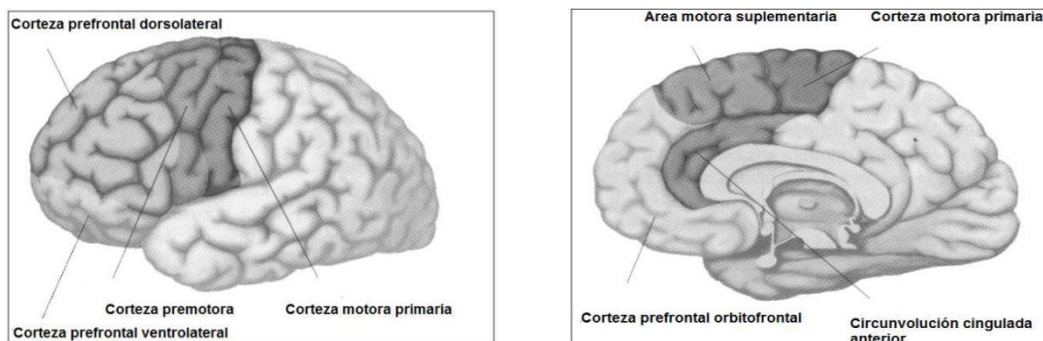 Corteza prefrontal dorsolateral
Corteza premotora
Corteza motora primaria
Corteza prefrontal ventrolateral
Area motora suplementaria
Corteza motora primaria
Corteza prefrontal orbitofrontal
Circunvolución cingulada
anterior